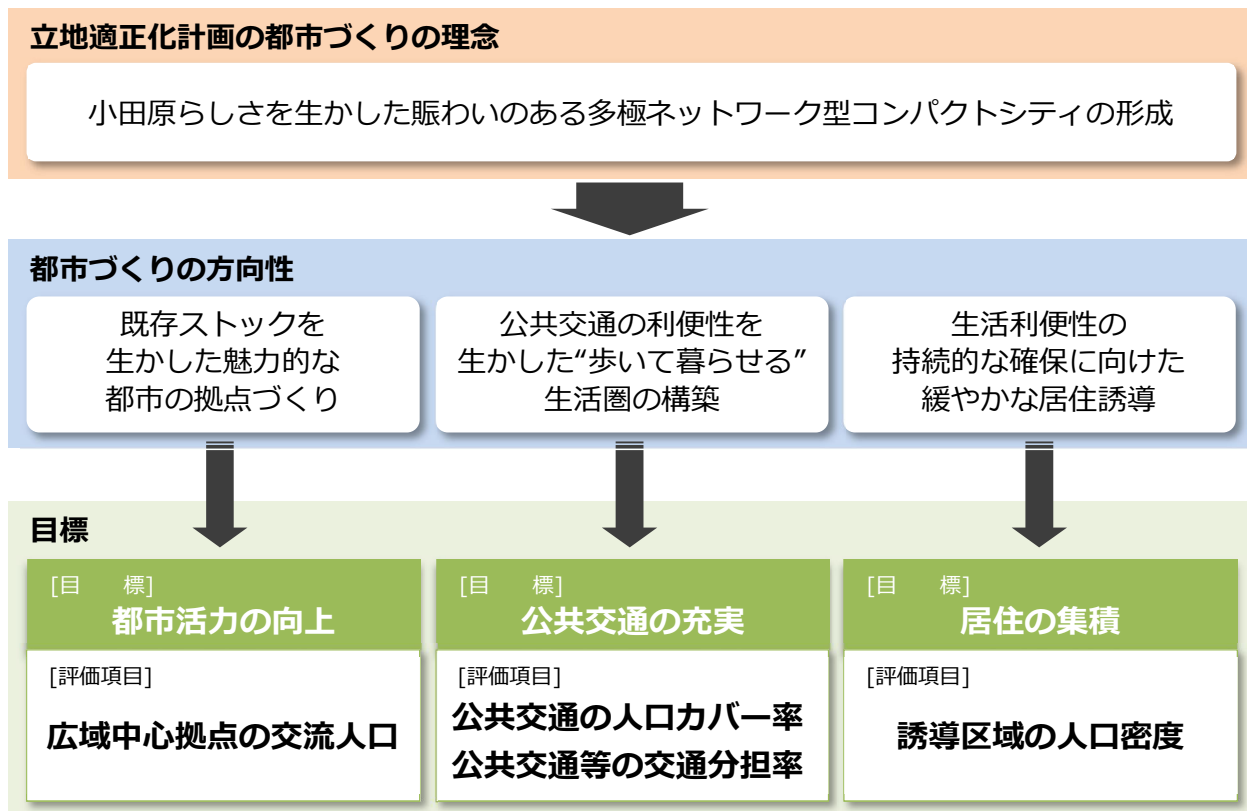 立地適正化計画の都市づくりの理念
小田原らしさを生かした賑わいのある多極ネットワーク型コンパクトシティの形成
都市づくりの方向性
既存ストックを
生かした魅力的な
都市の拠点づくり
公共交通の利便性を
生かした“歩いて暮らせる”
生活圏の構築
生活利便性の
持続的な確保に向けた
緩やかな居住誘導
目標
[目　標]
都市活力の向上
[評価項目]
広域中心拠点の交流人口
[目　標]
公共交通の充実
[評価項目]
公共交通の人口カバー率
公共交通等の交通分担率
[目　標]
居住の集積
[評価項目]
誘導区域の人口密度